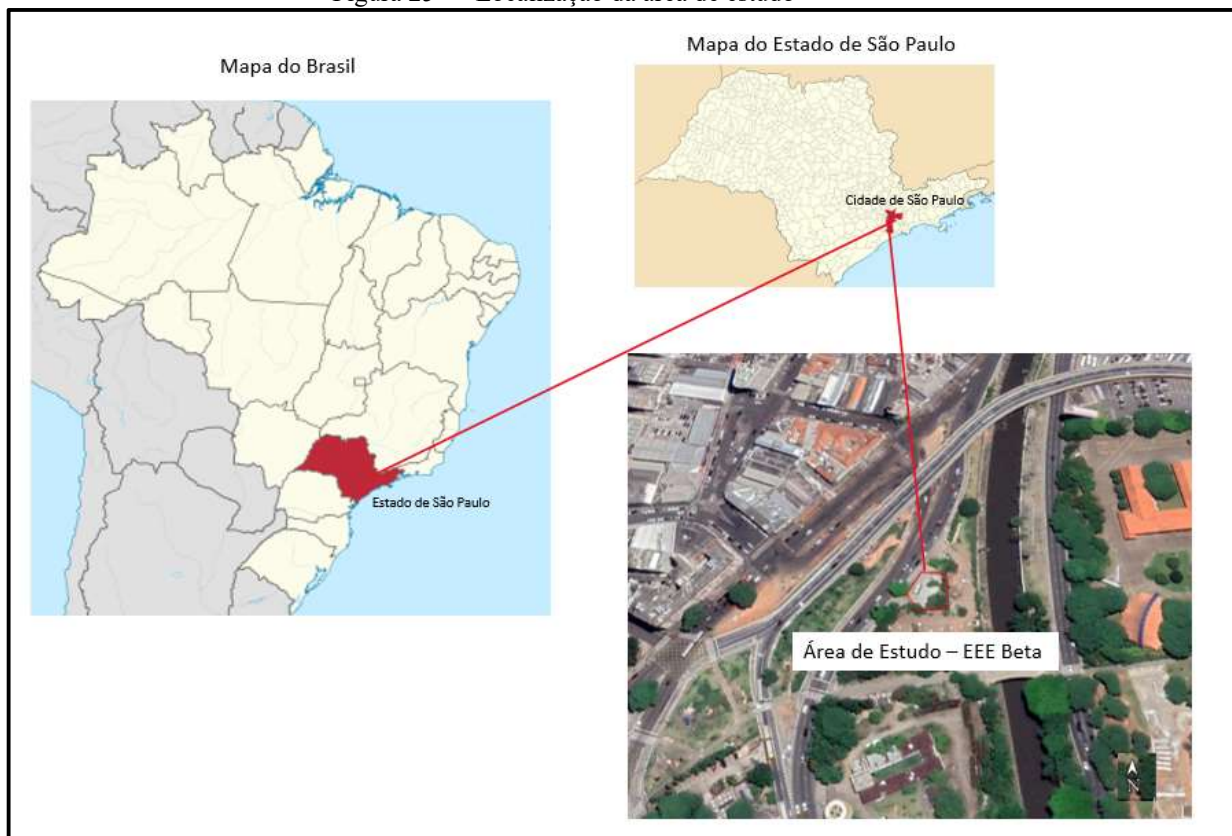 Mapa do Brasil
Mapa do Estado de São Paulo
Cidade de São Paulo
Estado de São Paulo
Área de Estudo – EEE Beta
N